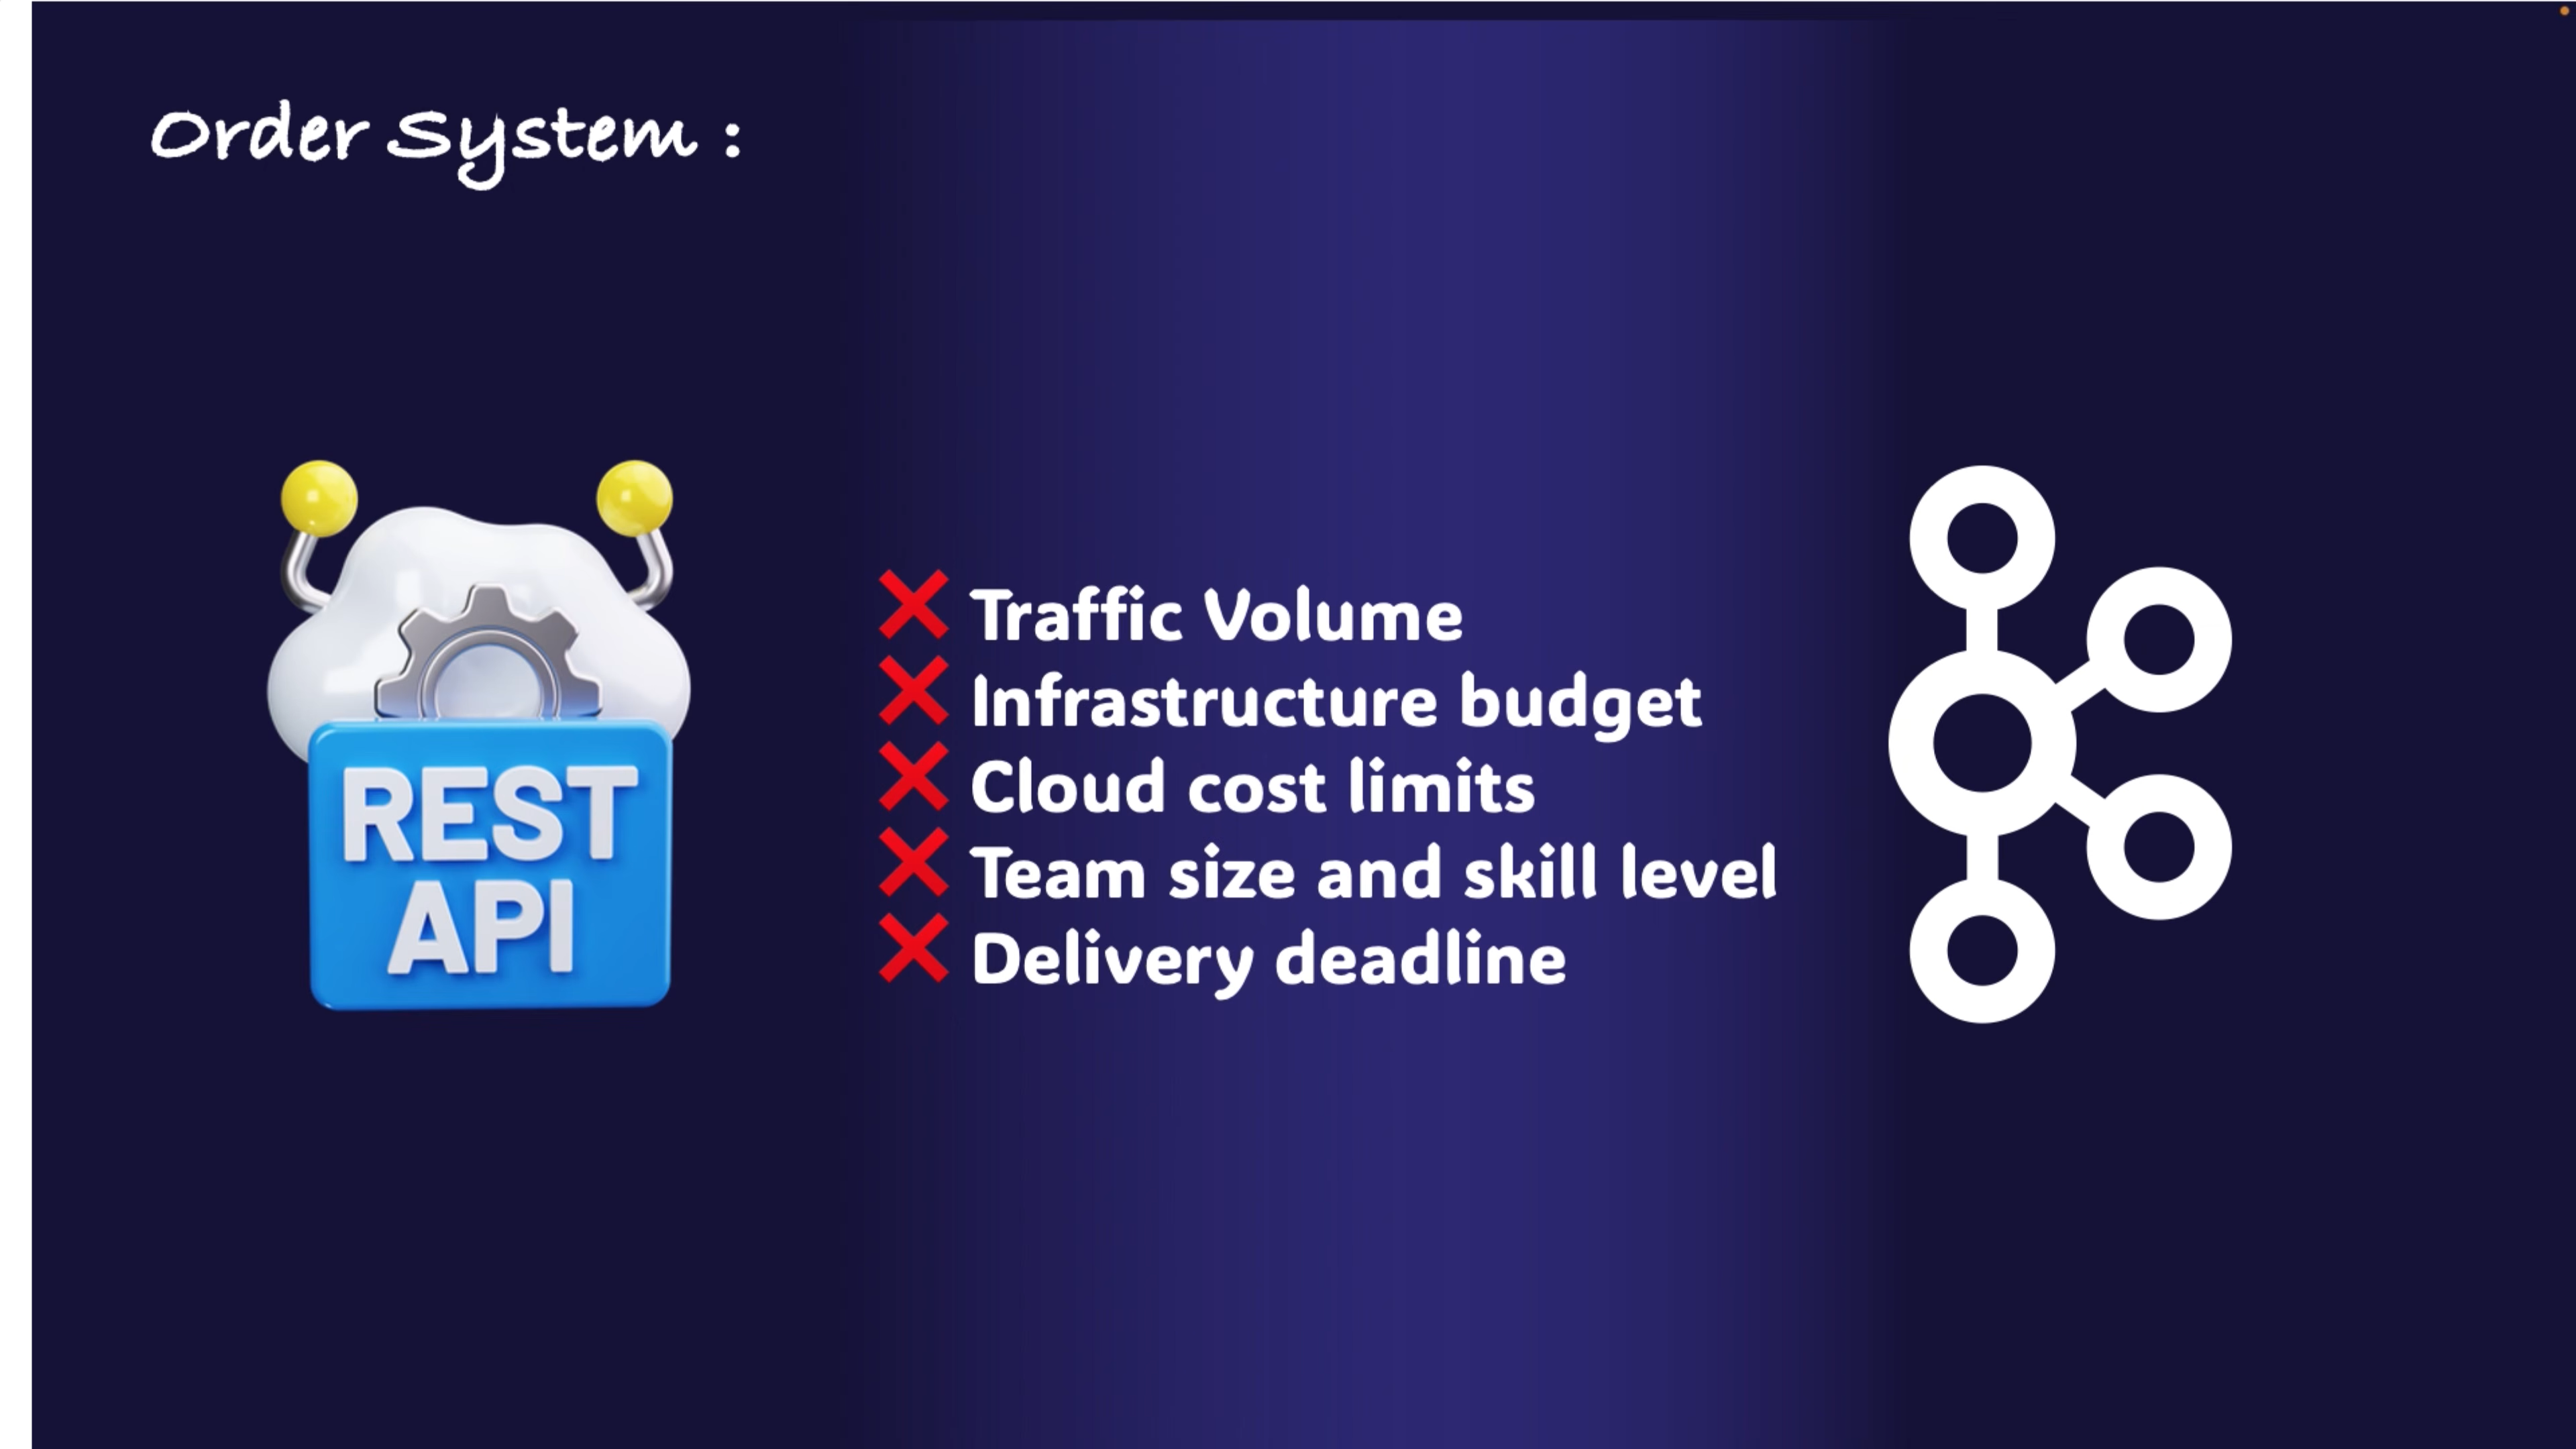 Order System :
REST
API
❌ Traffic Volume
❌ Infrastructure budget
❌ Cloud cost limits
❌ Team size and skill level
❌ Delivery deadline